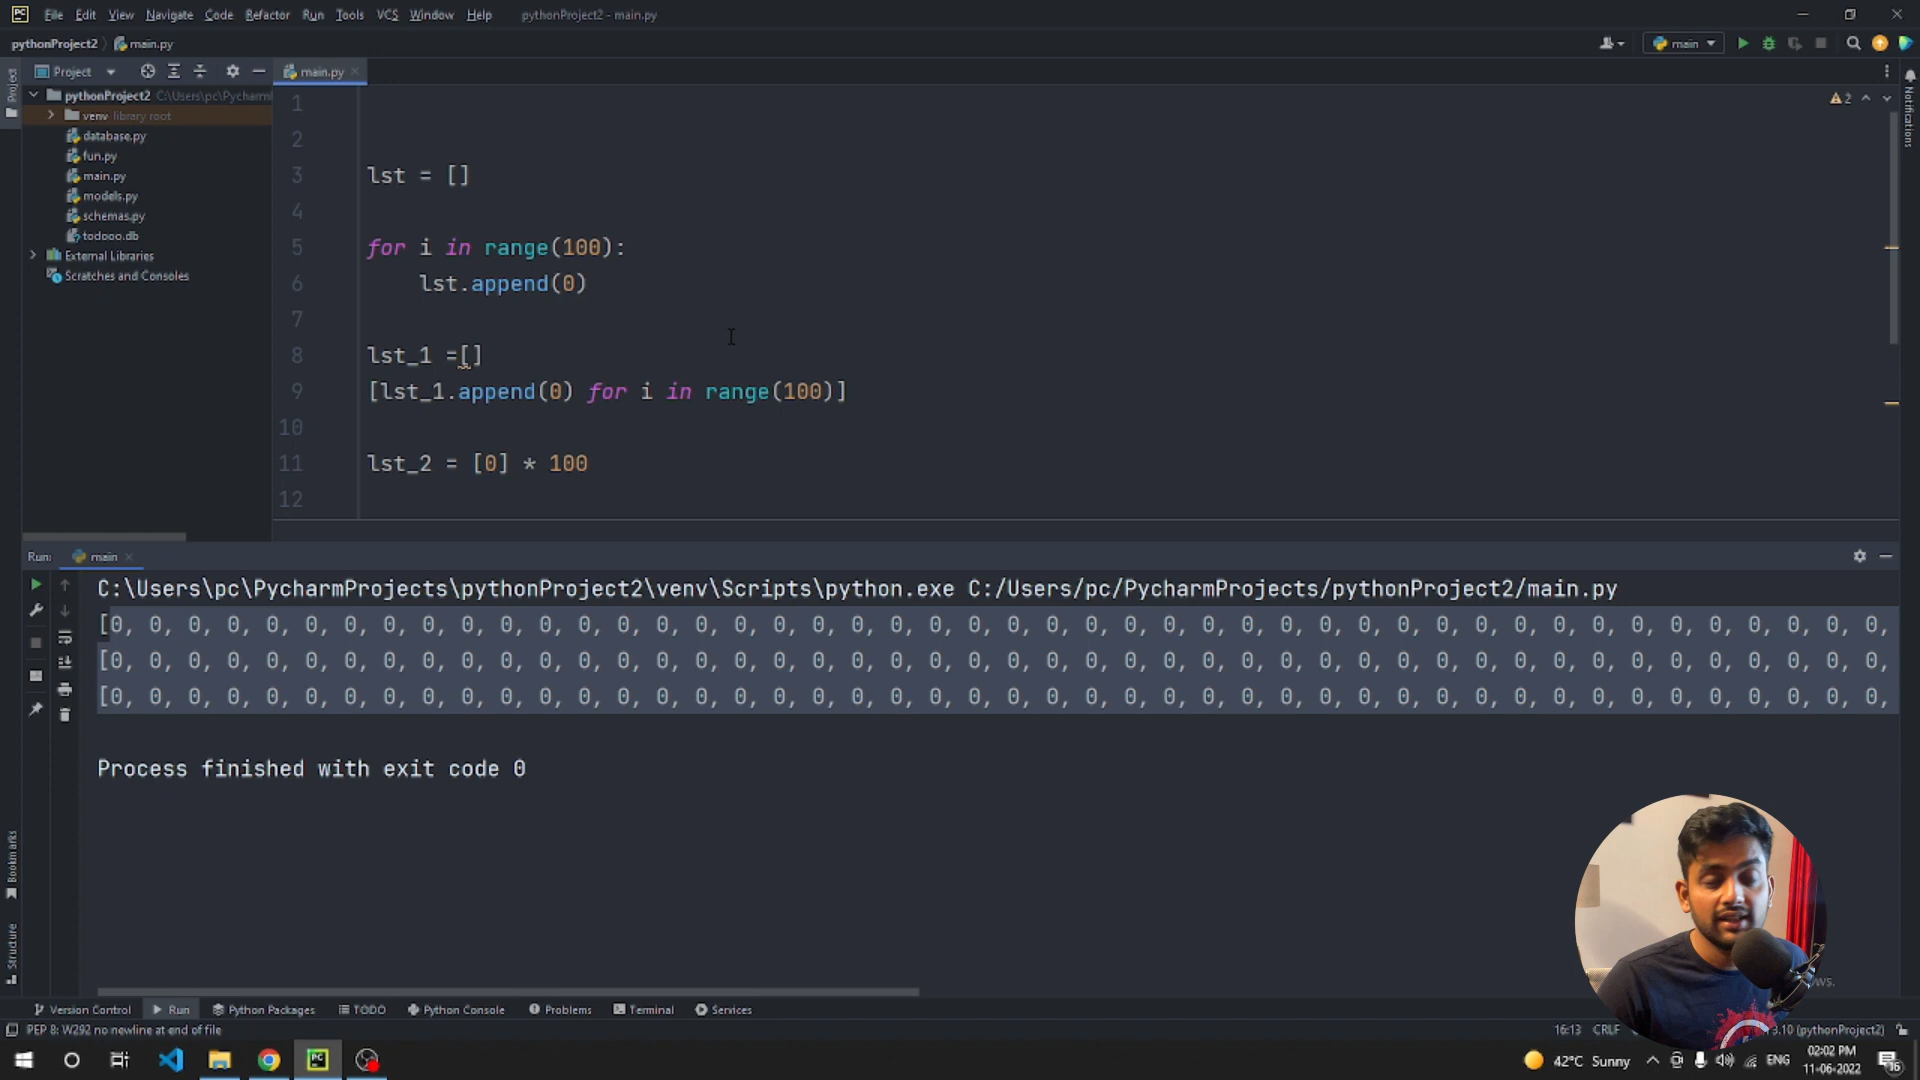 File Edit View Navigate Code Refactor Run Tools VCS Window Help pythonProject2 - main.py
pythonProject2 main.py main
Project main.py
pythonProject2 C:\Users\pc\Pycharm
venv library root
database.py
fun.py
main.py
models.py
schemas.py
todooo.db
External Libraries
Scratches and Consoles
Project
Notifications
2
1
2
3 lst = []
4
5 for i in range(100):
6 lst.append(0)
7
8 lst_1 =[]
9 [lst_1.append(0) for i in range(100)]
10
11 lst_2 = [0] * 100
12
Run: main
C:\Users\pc\PycharmProjects\pythonProject2\venv\Scripts\python.exe C:/Users/pc/PycharmProjects/pythonProject2/main.py
[0, 0, 0, 0, 0, 0, 0, 0, 0, 0, 0, 0, 0, 0, 0, 0, 0, 0, 0, 0, 0, 0, 0, 0, 0, 0, 0, 0, 0, 0, 0, 0, 0, 0, 0, 0, 0, 0, 0, 0, 0, 0, 0, 0, 0, 0,
[0, 0, 0, 0, 0, 0, 0, 0, 0, 0, 0, 0, 0, 0, 0, 0, 0, 0, 0, 0, 0, 0, 0, 0, 0, 0, 0, 0, 0, 0, 0, 0, 0, 0, 0, 0, 0, 0, 0, 0, 0, 0, 0, 0, 0, 0,
[0, 0, 0, 0, 0, 0, 0, 0, 0, 0, 0, 0, 0, 0, 0, 0, 0, 0, 0, 0, 0, 0, 0, 0, 0, 0, 0, 0, 0, 0, 0, 0, 0, 0, 0, 0, 0, 0, 0, 0, 0, 0, 0, 0, 0, 0,
Process finished with exit code 0
Bookmarks
Structure
Version Control Run Python Packages TODO Python Console Problems Terminal Services
PEP 8: W292 no newline at end of file 16:13 CRLF 3.10 (pythonProject2)
42°C Sunny ENG 02:02 PM
11-06-2022 16